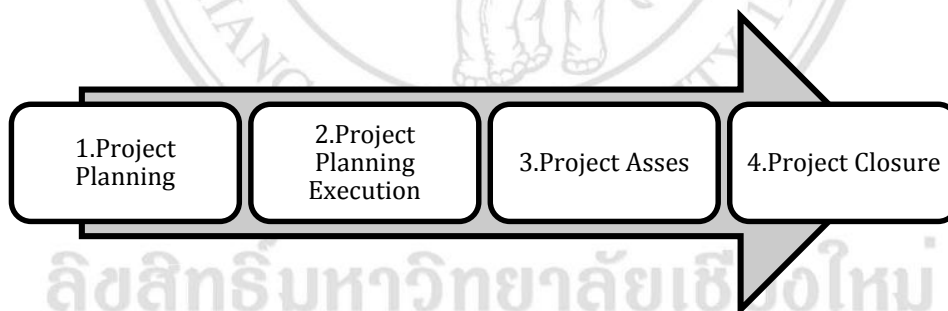 1.Project
Planning
2.Project
Planning
Execution
3.Project Asses
4.Project Closure
ลิขสิทธิ์มหาวิทยาลัยเชียงใหม่